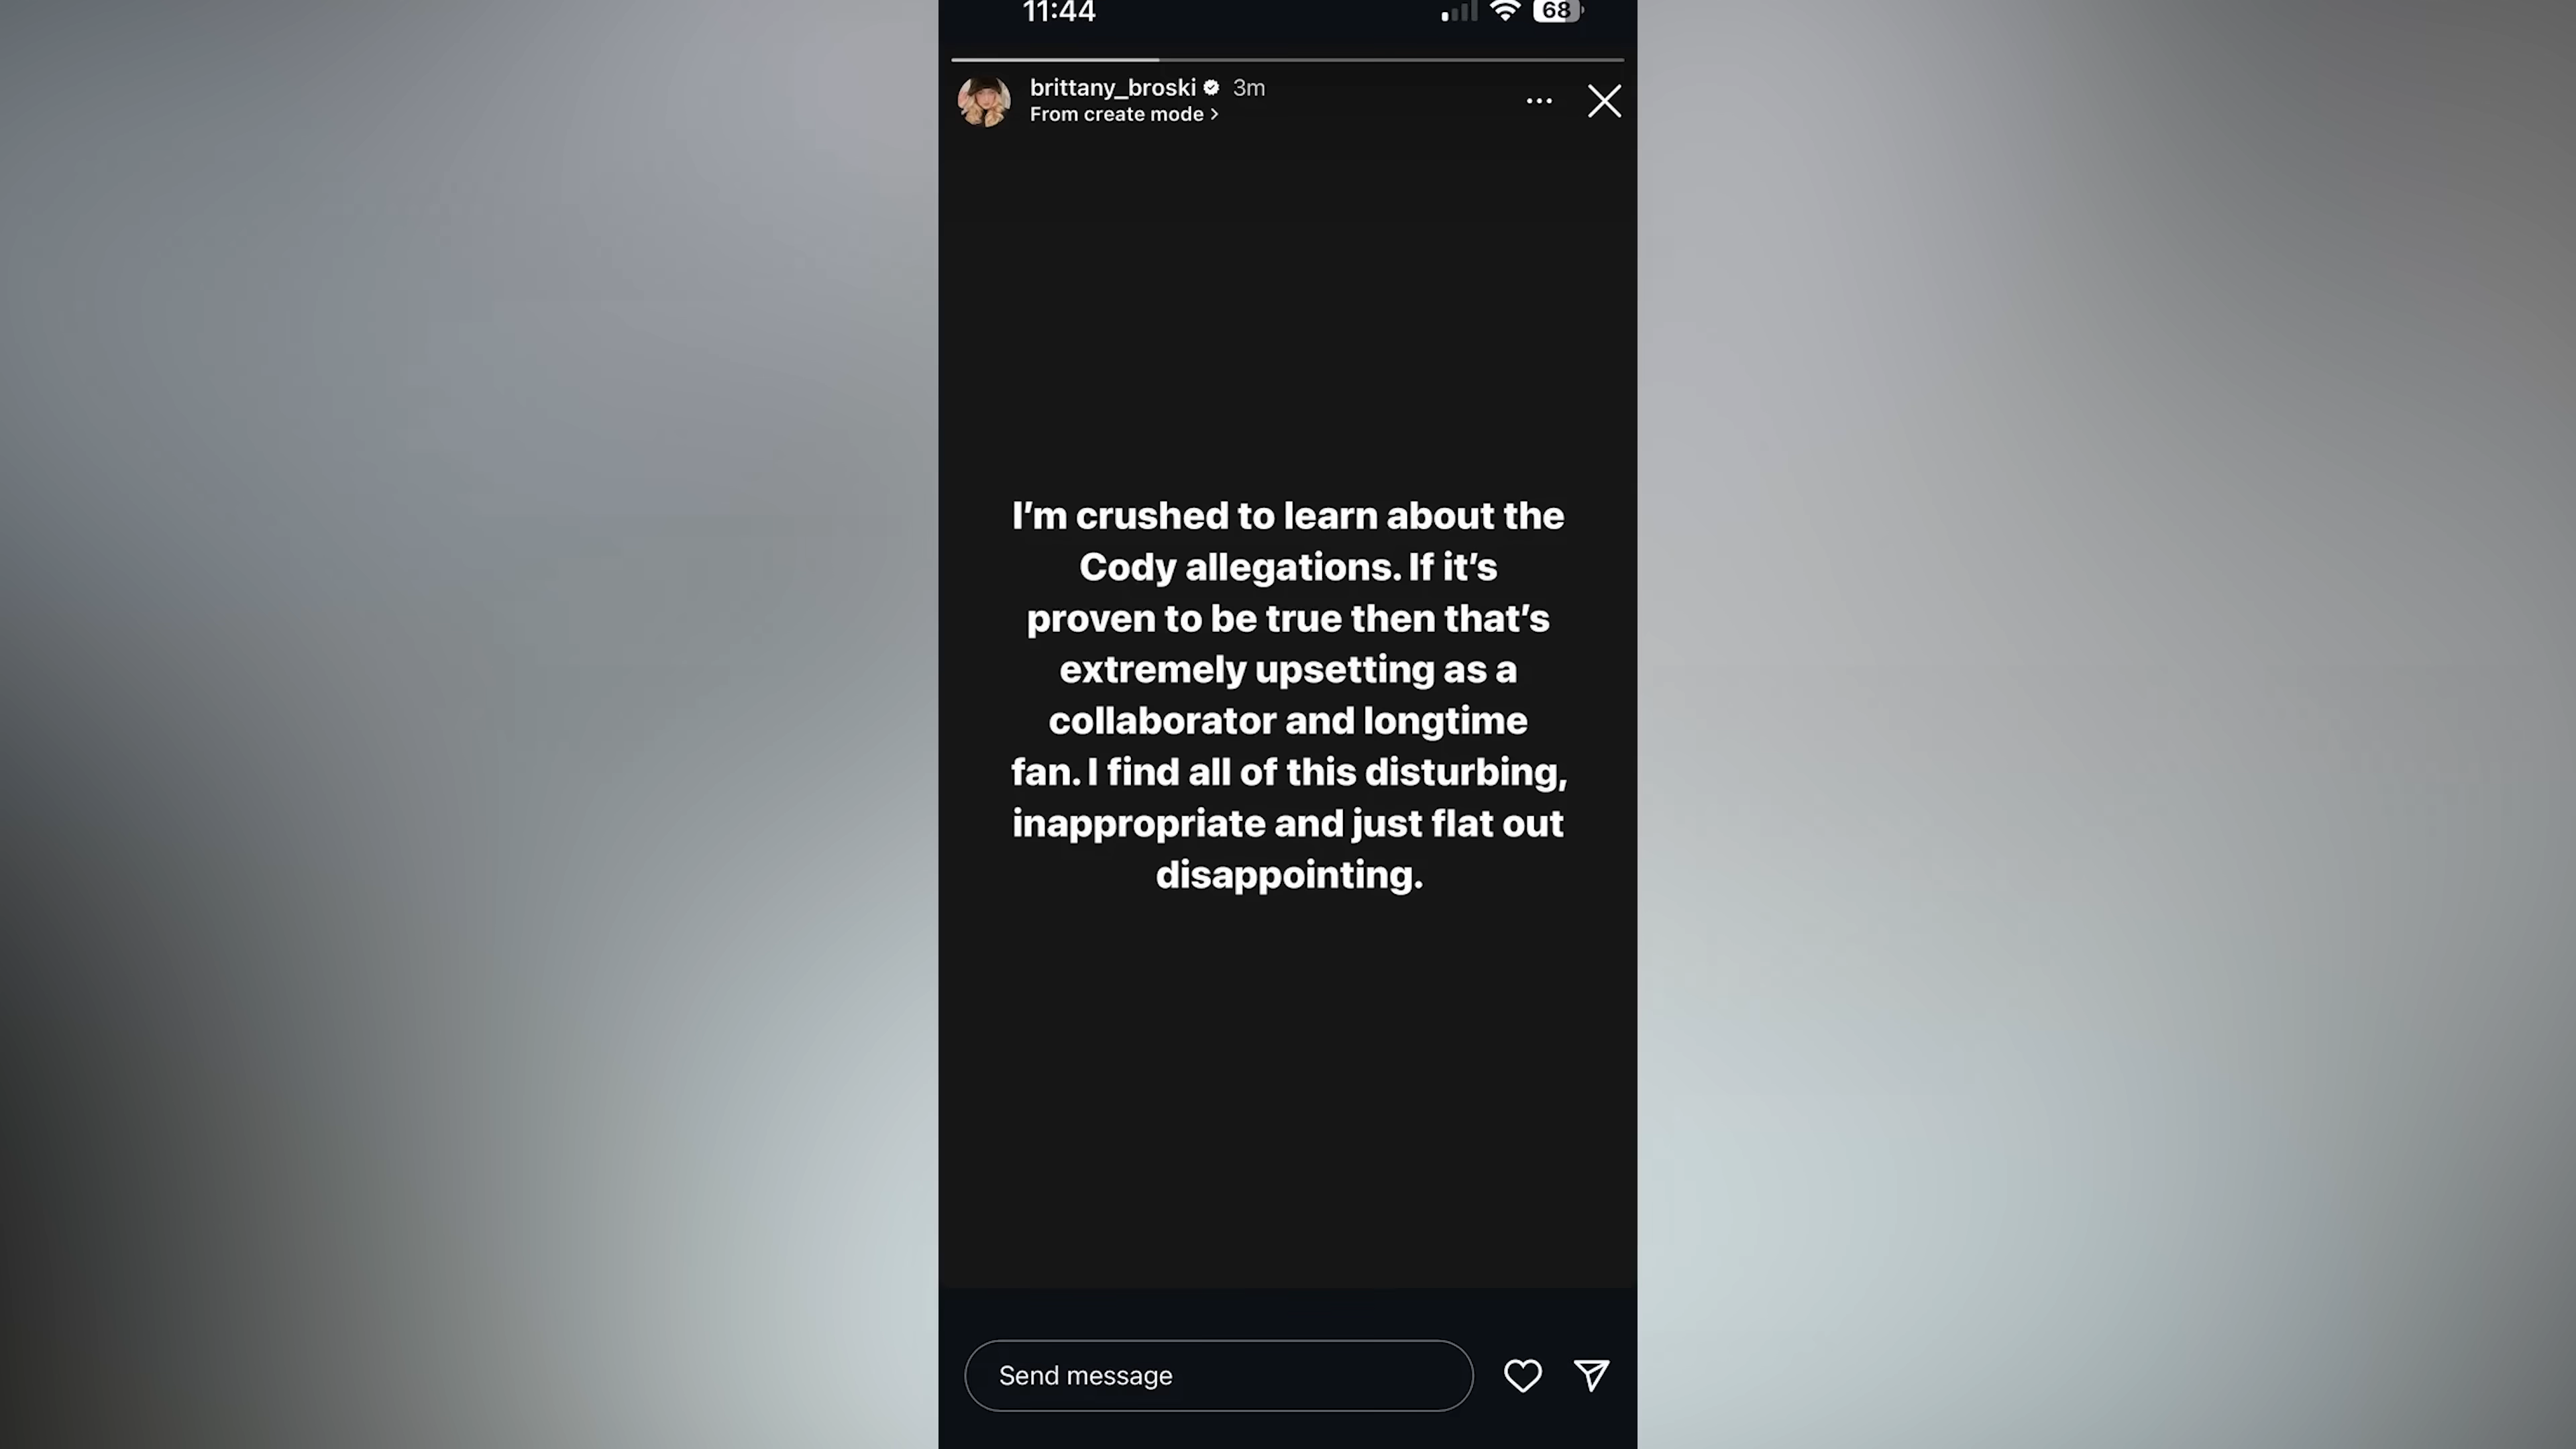 11:44
68
brittany_broski 3m
From create mode >
I'm crushed to learn about the
Cody allegations. If it's
proven to be true then that's
extremely upsetting as a
collaborator and longtime
fan. I find all of this disturbing,
inappropriate and just flat out
disappointing.
Send message